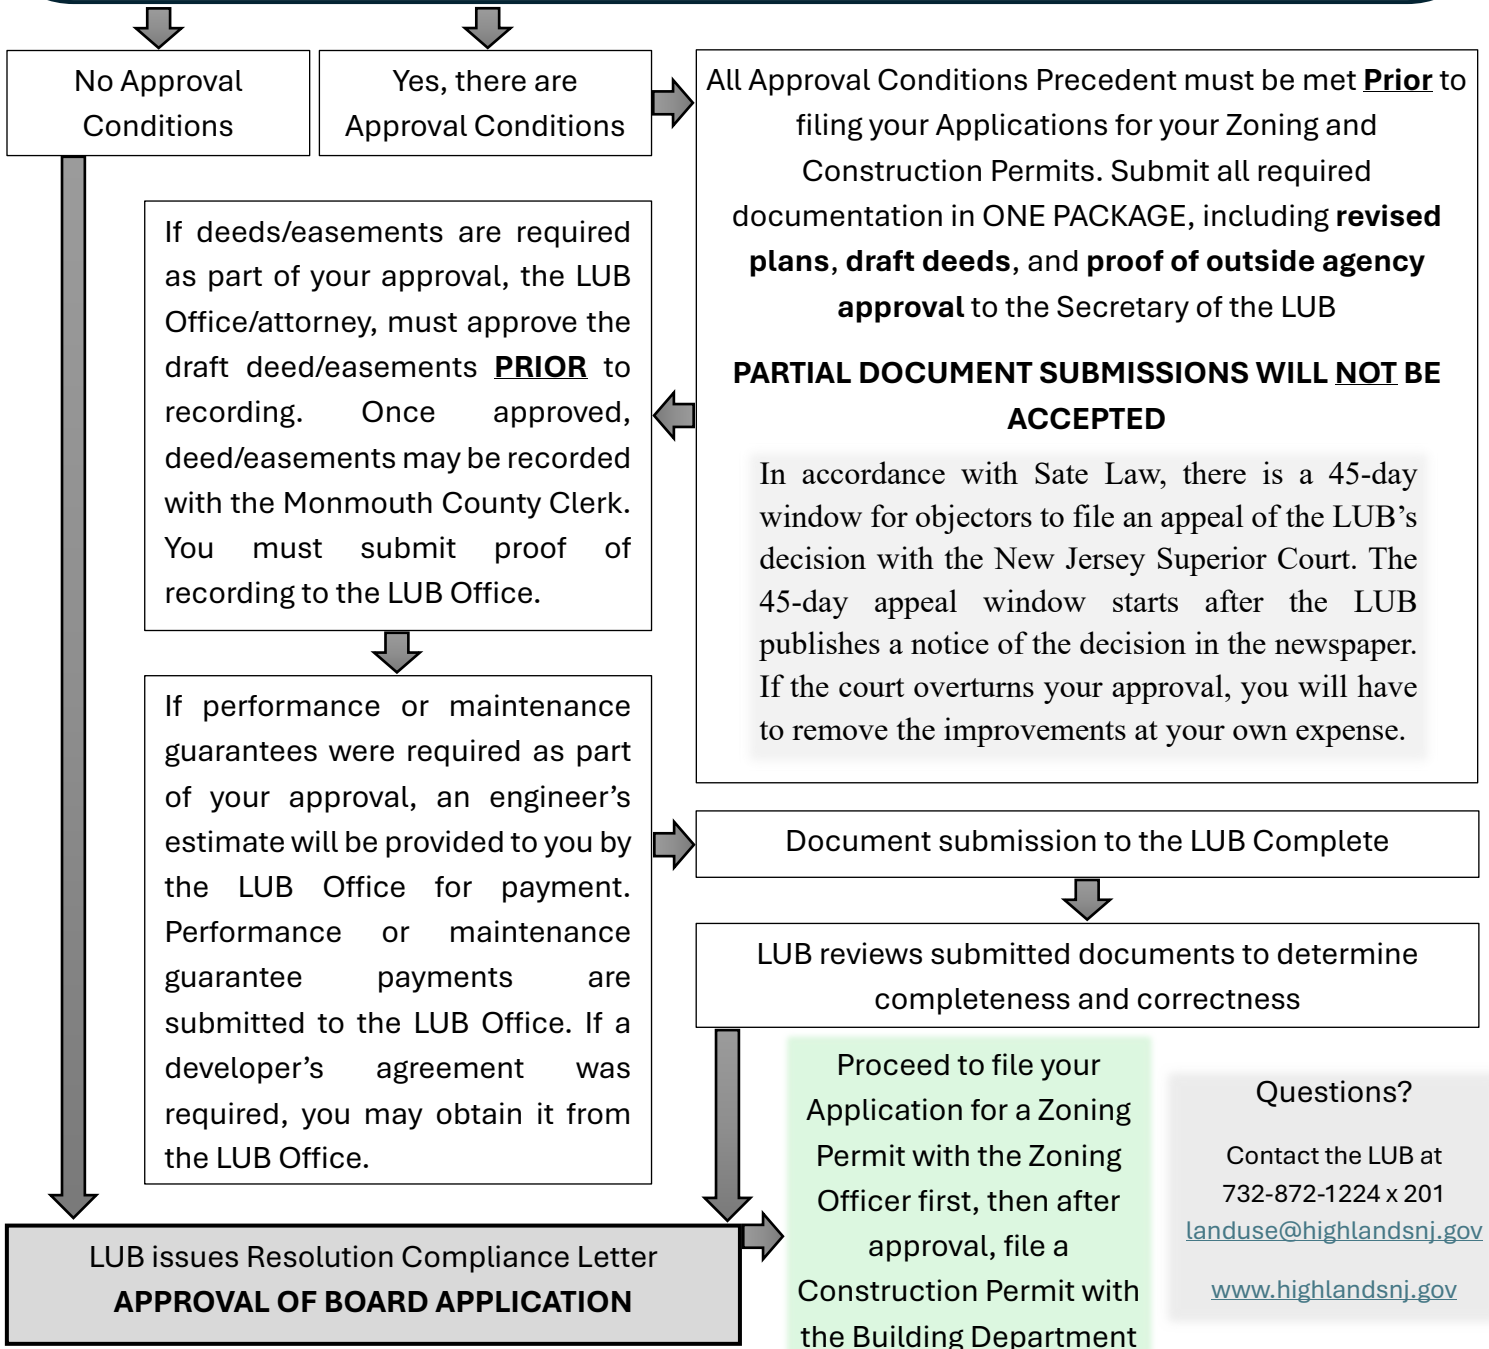 No Approval
Conditions
Yes, there are
Approval Conditions
All Approval Conditions Precedent must be met Prior to
filing your Applications for your Zoning and
Construction Permits. Submit all required
documentation in ONE PACKAGE, including revised
plans, draft deeds, and proof of outside agency
approval to the Secretary of the LUB
PARTIAL DOCUMENT SUBMISSIONS WILL NOT BE
ACCEPTED
In accordance with Sate Law, there is a 45-day
window for objectors to file an appeal of the LUB’s
decision with the New Jersey Superior Court. The
45-day appeal window starts after the LUB
publishes a notice of the decision in the newspaper.
If the court overturns your approval, you will have
to remove the improvements at your own expense.
If deeds/easements are required
as part of your approval, the LUB
Office/attorney, must approve the
draft deed/easements PRIOR to
recording. Once approved,
deed/easements may be recorded
with the Monmouth County Clerk.
You must submit proof of
recording to the LUB Office.
If performance or maintenance
guarantees were required as part
of your approval, an engineer’s
estimate will be provided to you by
the LUB Office for payment.
Performance or maintenance
guarantee payments are
submitted to the LUB Office. If a
developer’s agreement was
required, you may obtain it from
the LUB Office.
Document submission to the LUB Complete
LUB reviews submitted documents to determine
completeness and correctness
LUB issues Resolution Compliance Letter
APPROVAL OF BOARD APPLICATION
Proceed to file your
Application for a Zoning
Permit with the Zoning
Officer first, then after
approval, file a
Construction Permit with
the Building Department
Questions?
Contact the LUB at
732-872-1224 x 201
landuse@highlandsnj.gov
www.highlandsnj.gov